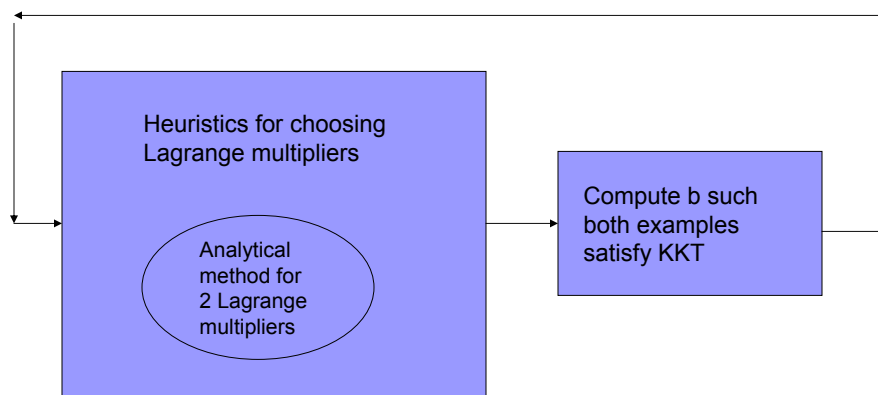 Heuristics for choosing
Lagrange multipliers
Analytical
method for
2 Lagrange
multipliers
Compute b such
both examples
satisfy KKT